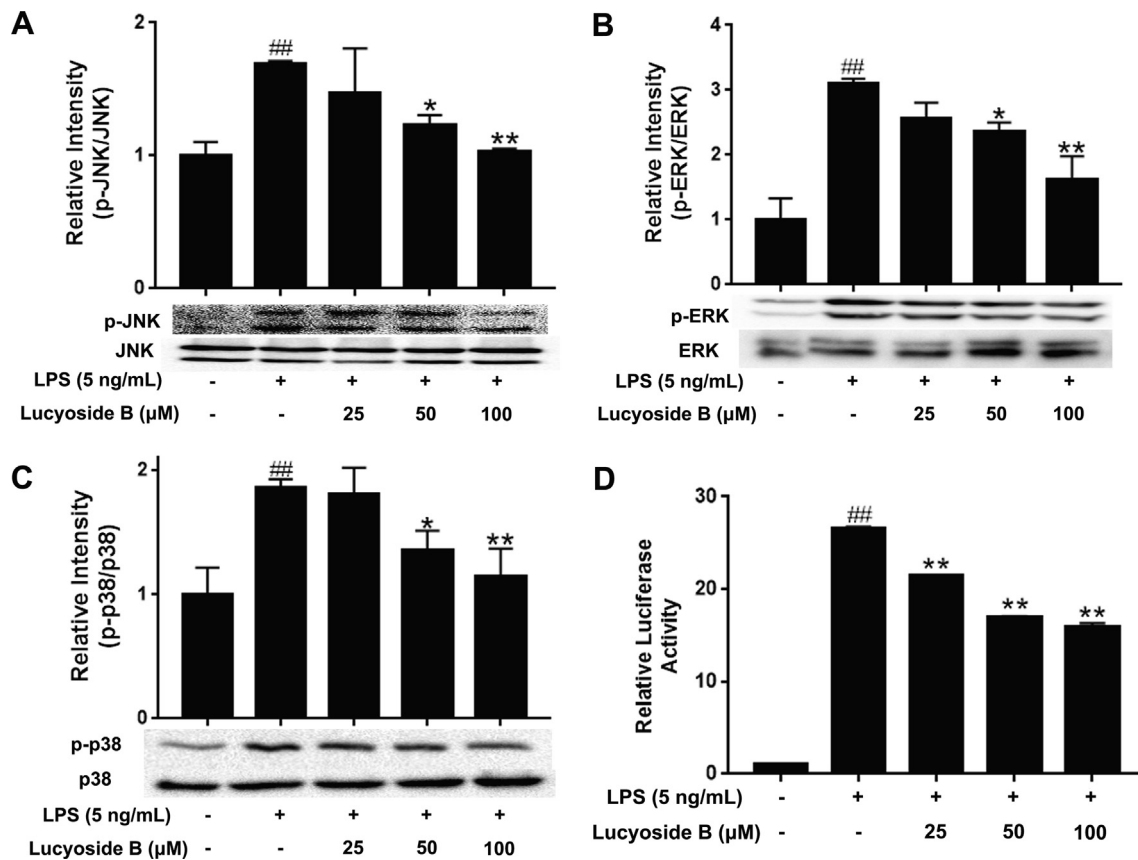 A
Relative Intensity
(p-JNK/JNK)
2
1
0
##
*
**
p-JNK
JNK
LPS (5 ng/mL) - + + + +
Lucyoside B (µM) - - 25 50 100
B
Relative Intensity
(p-ERK/ERK)
4
3
2
1
0
##
*
**
p-ERK
ERK
LPS (5 ng/mL) - + + + +
Lucyoside B (µM) - - 25 50 100
C
Relative Intensity
(p-p38/p38)
2
1
0
##
*
**
p-p38
p38
LPS (5 ng/mL) - + + + +
Lucyoside B (µM) - - 25 50 100
D
Relative Luciferase
Activity
30
20
10
0
##
**
**
**
LPS (5 ng/mL) - + + + +
Lucyoside B (µM) - - 25 50 100